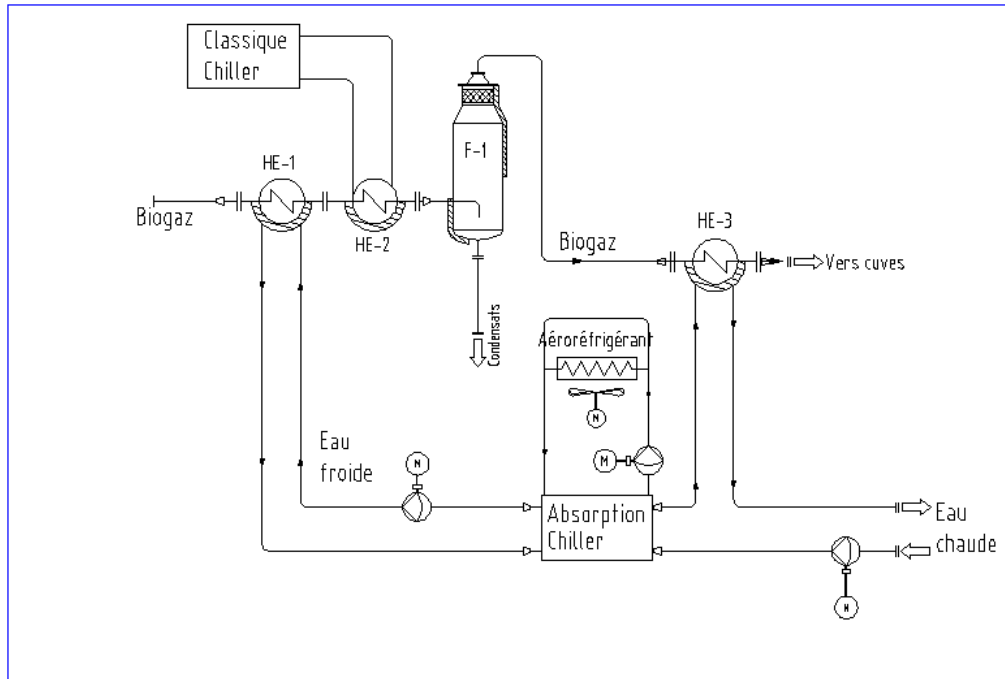 Classique
Chiller
HE-1
F-1
Biogaz
HE-2
HE-3
Biogaz
Vers cuves
Condensats
Aéroréfrigérant
N
M
Eau
froide
N
Absorption
Chiller
Eau
chaude
N